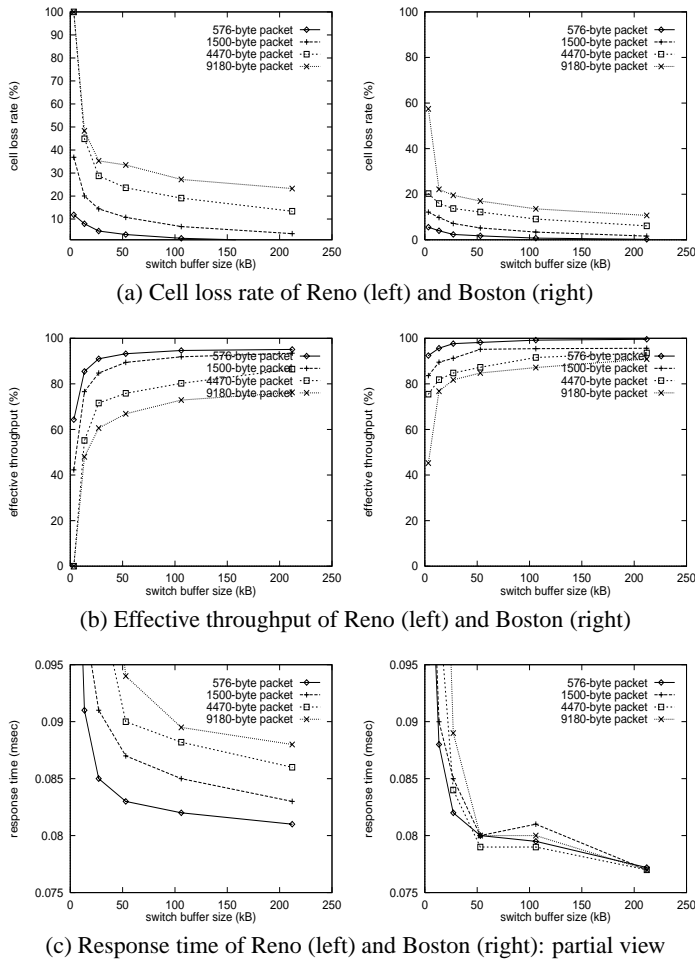 576-byte packet
1500-byte packet
4470-byte packet
9180-byte packet
cell loss rate (%)
100
90
80
70
60
50
40
30
20
10
0 50 100 150 200 250
switch buffer size (kB)
576-byte packet
1500-byte packet
4470-byte packet
9180-byte packet
cell loss rate (%)
100
80
60
40
20
0 50 100 150 200 250
switch buffer size (kB)
(a) Cell loss rate of Reno (left) and Boston (right)
576-byte packet
1500-byte packet
4470-byte packet
9180-byte packet
effective throughput (%)
100
80
60
40
20
0
0 50 100 150 200 250
switch buffer size (kB)
576-byte packet
1500-byte packet
4470-byte packet
9180-byte packet
effective throughput (%)
100
80
60
40
20
0
0 50 100 150 200 250
switch buffer size (kB)
(b) Effective throughput of Reno (left) and Boston (right)
576-byte packet
1500-byte packet
4470-byte packet
9180-byte packet
response time (msec)
0.095
0.09
0.085
0.08
0.075
0 50 100 150 200 250
switch buffer size (kB)
576-byte packet
1500-byte packet
4470-byte packet
9180-byte packet
response time (msec)
0.095
0.09
0.085
0.08
0.075
0 50 100 150 200 250
switch buffer size (kB)
(c) Response time of Reno (left) and Boston (right): partial view